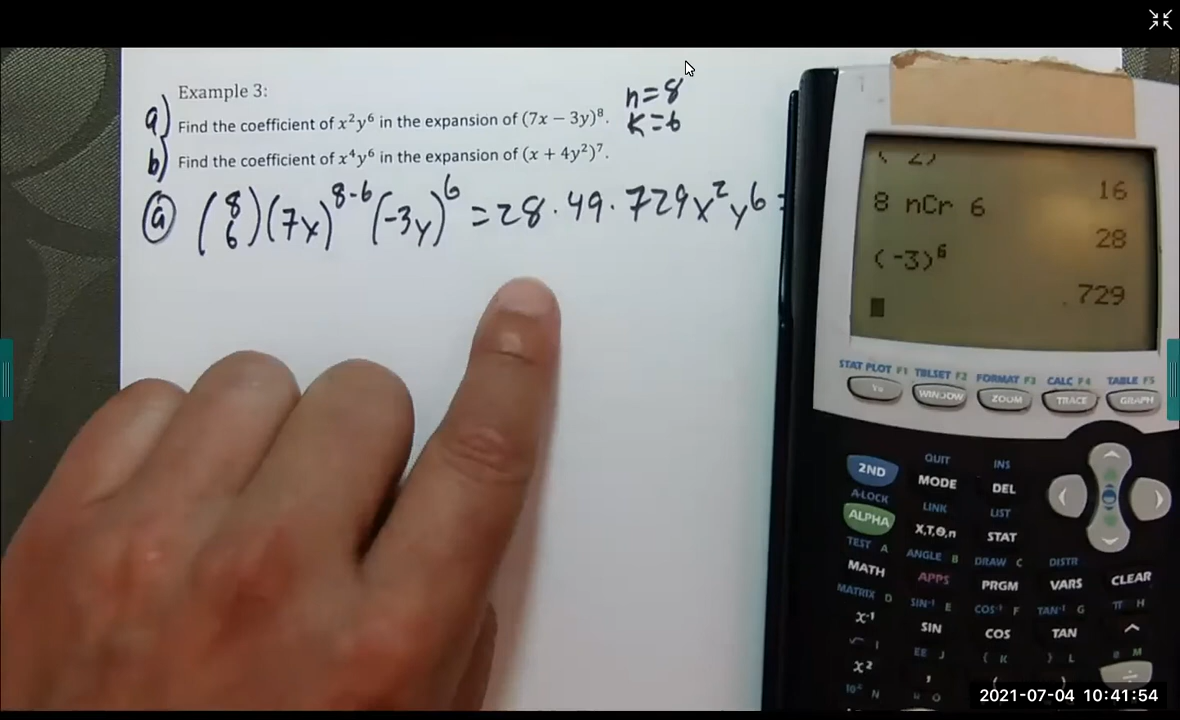 Example 3:
n=8
a) Find the coefficient of x²y⁶ in the expansion of (7x − 3y)⁸.
K=6
b) Find the coefficient of x⁴y⁶ in the expansion of (x + 4y²)⁷.
ⓐ (8 6)(7x)⁸⁻⁶(-3y)⁶ = 28 · 49 · 729x²y⁶ =
16
8 nCr 6
28
(-3)⁶
729
STAT PLOT F1 TBLSET F2 FORMAT F3 CALC F4 TABLE F5
Y= WINDOW ZOOM TRACE GRAPH
QUIT INS
2ND MODE DEL
A-LOCK LINK LIST
ALPHA X,T,Θ,n STAT
TEST A ANGLE B DRAW C DISTR
MATH APPS PRGM VARS CLEAR
MATRIX D SIN⁻¹ E COS⁻¹ F TAN⁻¹ G π H
x⁻¹ SIN COS TAN ^
√ I EE J { K } L e M
x² , ( ) ÷
10ˣ N u O
2021-07-04 10:41:54